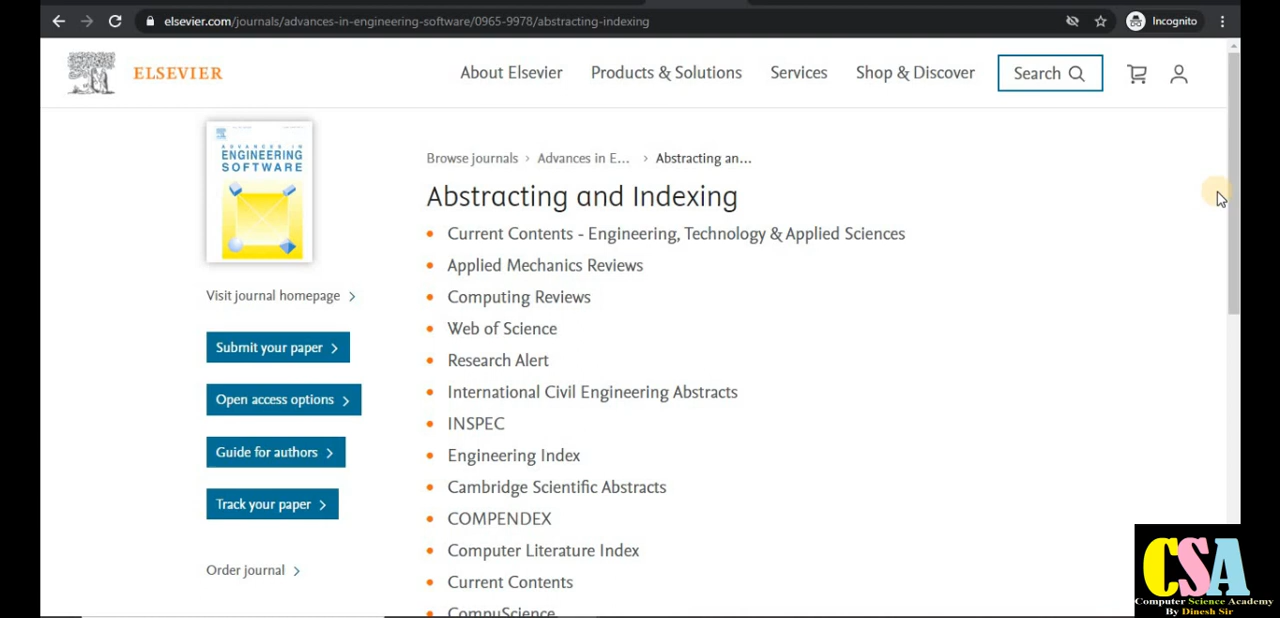 elsevier.com/journals/advances-in-engineering-software/0965-9978/abstracting-indexing
Incognito
ELSEVIER
About Elsevier
Products & Solutions
Services
Shop & Discover
Search
ADVANCES IN
ENGINEERING
SOFTWARE
Visit journal homepage
Submit your paper
Open access options
Guide for authors
Track your paper
Order journal
Browse journals › Advances in E... › Abstracting an...
Abstracting and Indexing
Current Contents - Engineering, Technology & Applied Sciences
Applied Mechanics Reviews
Computing Reviews
Web of Science
Research Alert
International Civil Engineering Abstracts
INSPEC
Engineering Index
Cambridge Scientific Abstracts
COMPENDEX
Computer Literature Index
Current Contents
CompuScience
CSA
Computer Science Academy
By Dinesh Sir